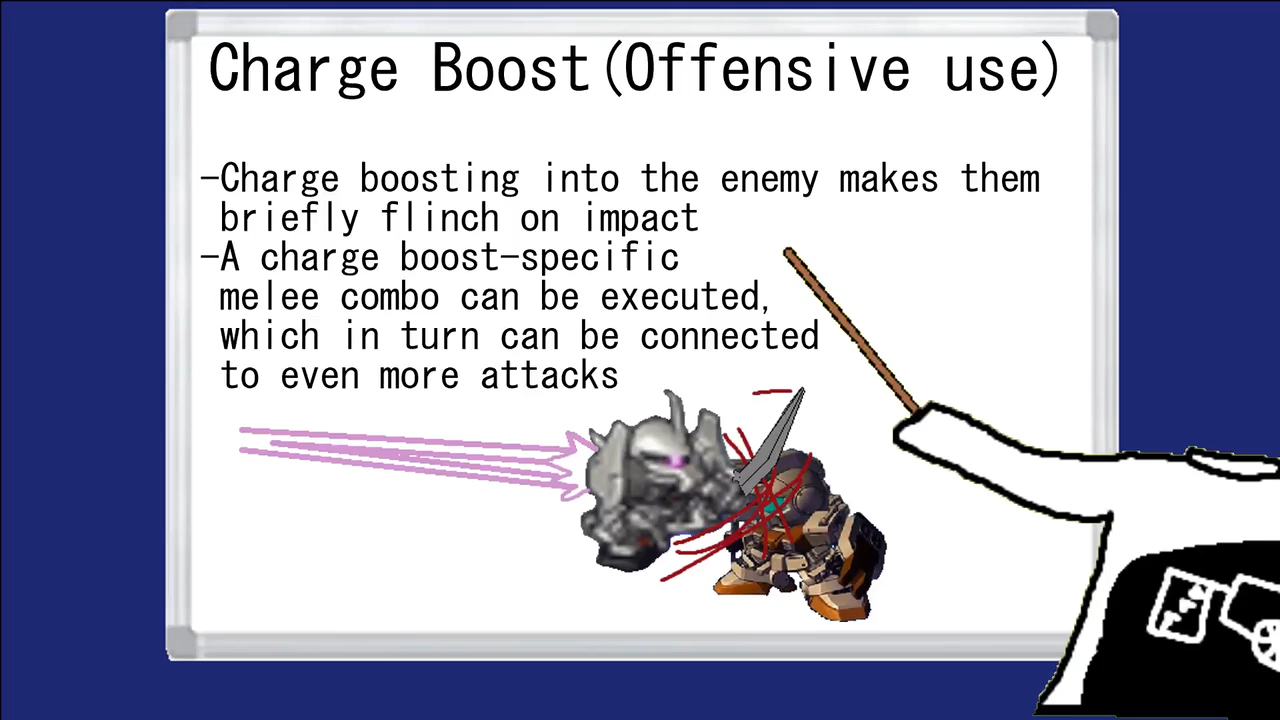 Charge Boost(Offensive use)
-Charge boosting into the enemy makes them
briefly flinch on impact
-A charge boost-specific
melee combo can be executed,
which in turn can be connected
to even more attacks